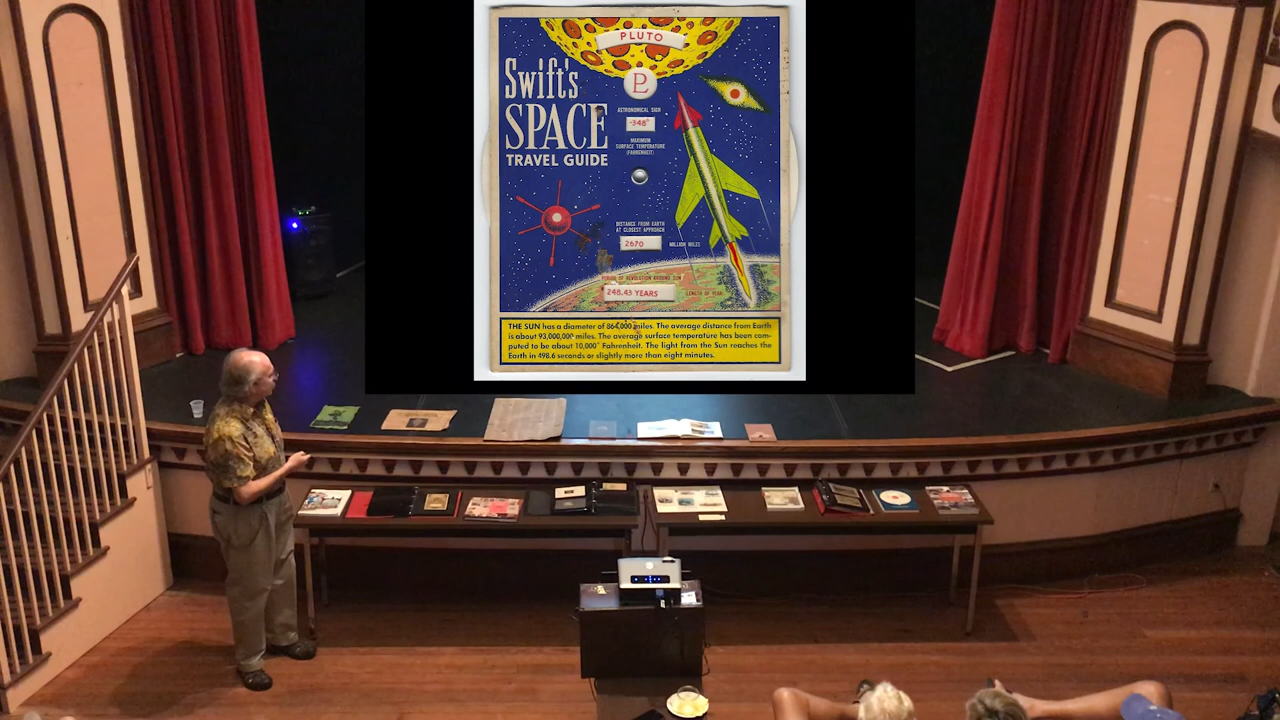 PLUTO
PL
Swift's
SPACE
TRAVEL GUIDE
ASTRONOMICAL SIGN
-348°
MAXIMUM
SURFACE TEMPERATURE
(FAHRENHEIT)
DISTANCE FROM EARTH
AT CLOSEST APPROACH
2670 MILLION MILES
PERIOD OF REVOLUTION AROUND SUN
248.43 YEARS LENGTH OF YEAR
THE SUN has a diameter of 864,000 miles. The average distance from Earth
is about 93,000,000 miles. The average surface temperature has been com-
puted to be about 10,000° Fahrenheit. The light from the Sun reaches the
Earth in 498.6 seconds or slightly more than eight minutes.